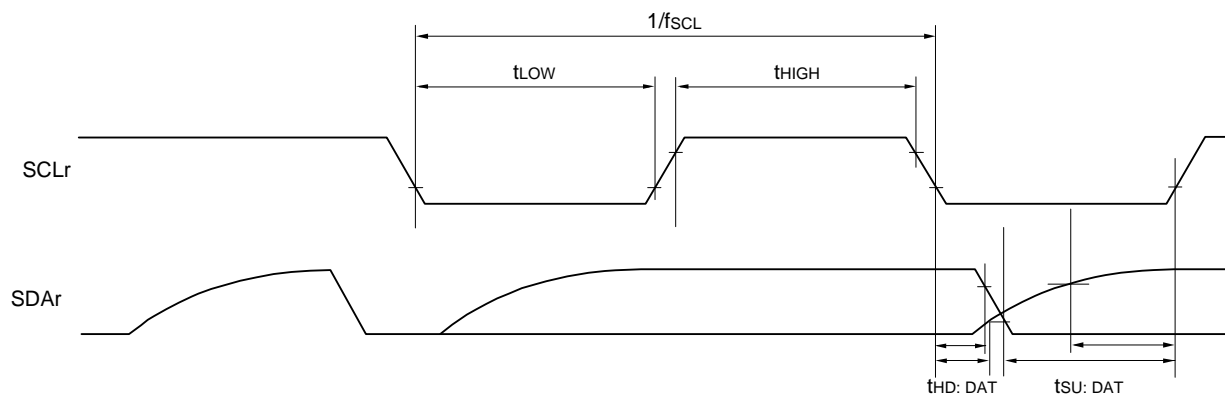 1/fSCL
tLOW
tHIGH
SCLr
SDAr
tHD: DAT
tSU: DAT